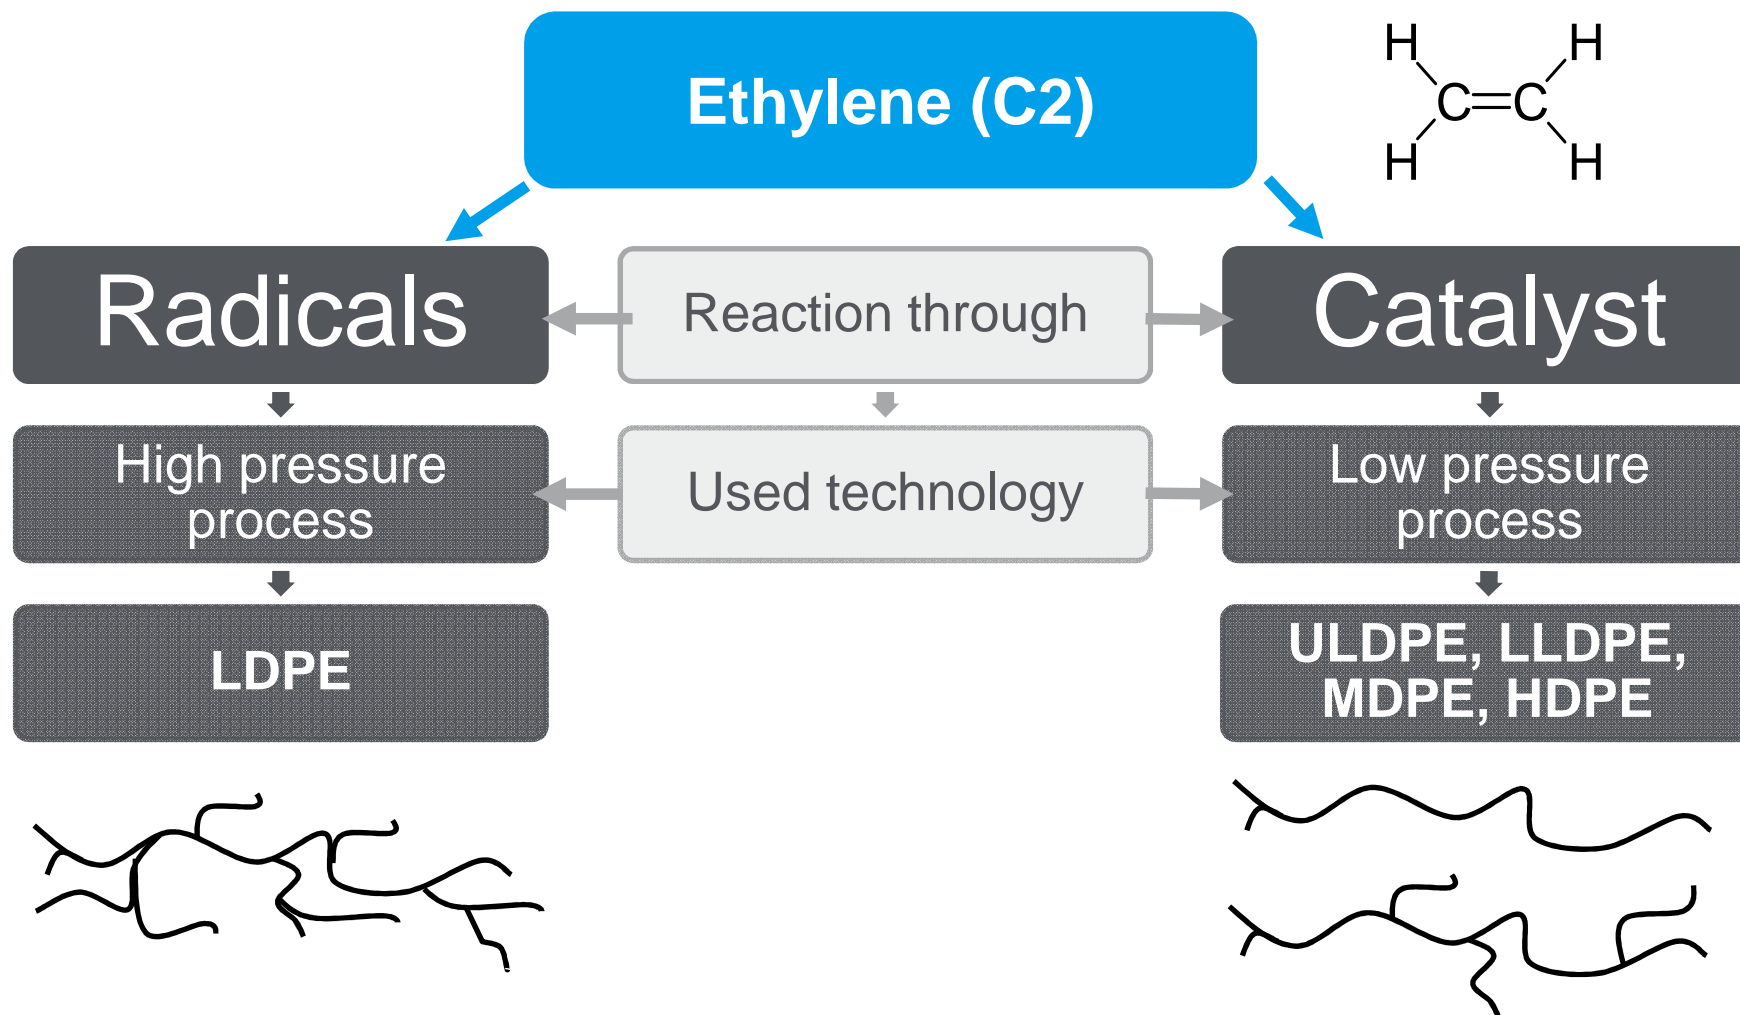 Ethylene (C2)
H H
C=C
H H
Radicals
Reaction through
Catalyst
High pressure
process
Used technology
Low pressure
process
LDPE
ULDPE, LLDPE,
MDPE, HDPE